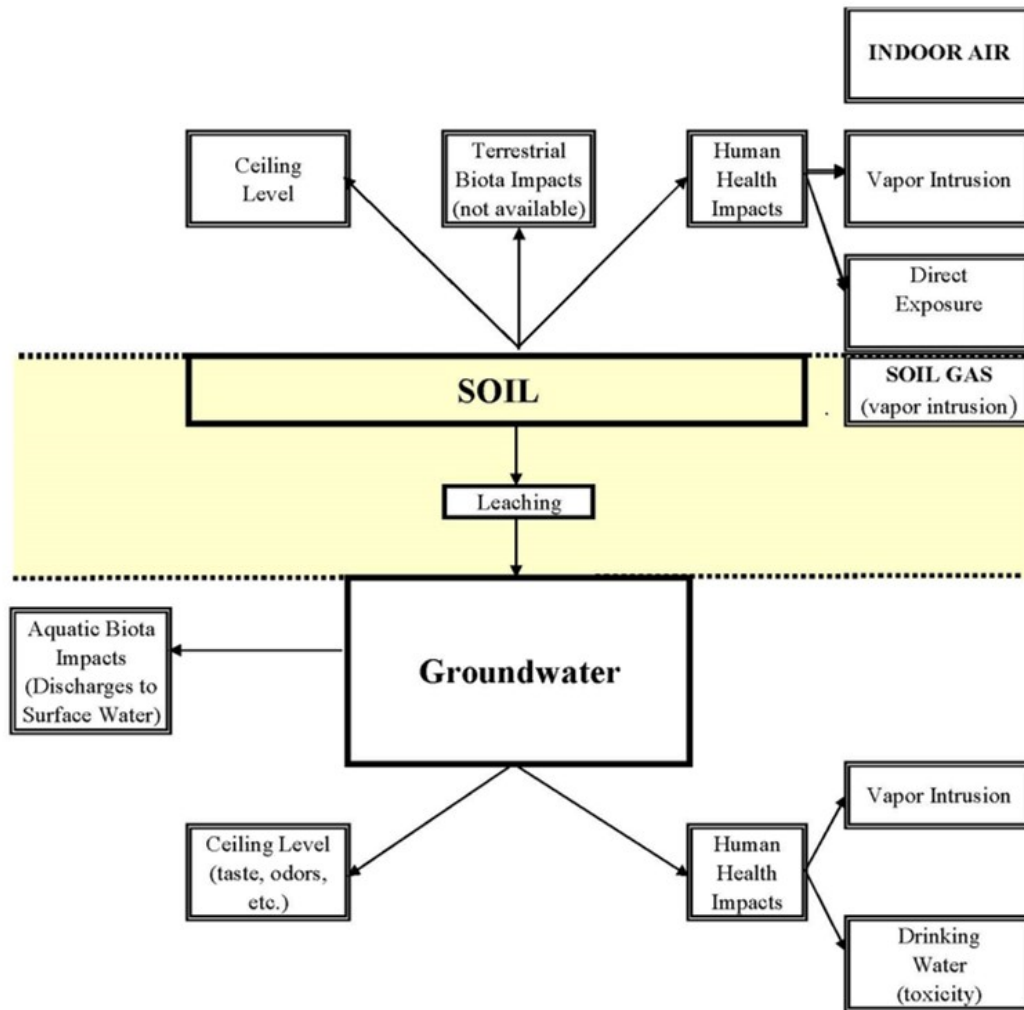 INDOOR AIR
Ceiling
Level
Terrestrial
Biota Impacts
(not available)
Human
Health
Impacts
Vapor Intrusion
Direct
Exposure
SOIL
SOIL GAS
(vapor intrusion)
Leaching
Groundwater
Aquatic Biota
Impacts
(Discharges to
Surface Water)
Ceiling Level
(taste, odors,
etc.)
Human
Health
Impacts
Vapor Intrusion
Drinking
Water
(toxicity)